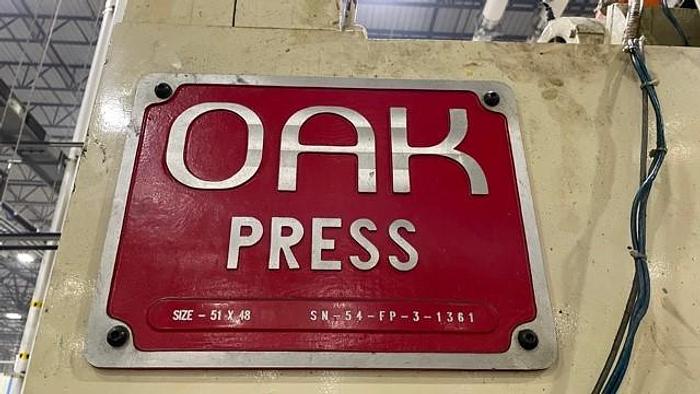 OAK
PRESS
SIZE - 51 X 48 SN-54-FP-3-1361